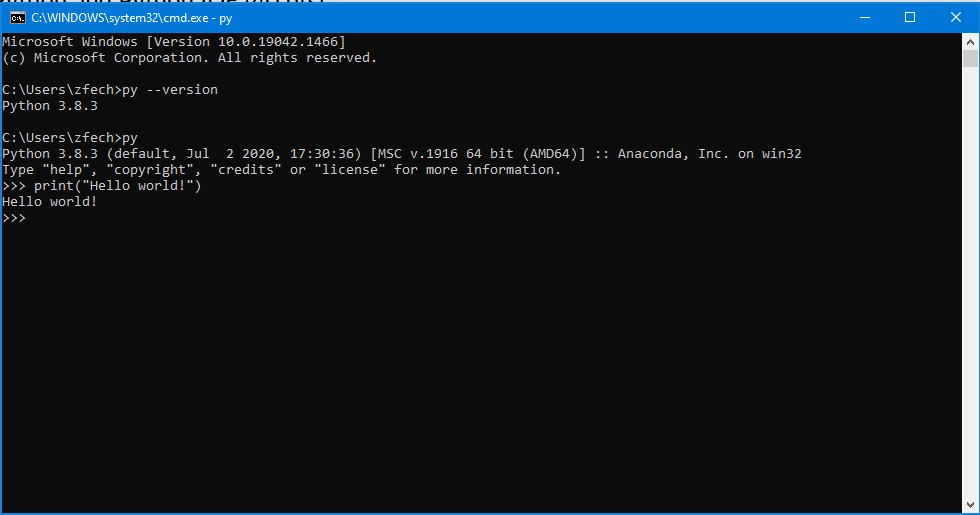 C:\WINDOWS\system32\cmd.exe - py
Microsoft Windows [Version 10.0.19042.1466]
(c) Microsoft Corporation. All rights reserved.
C:\Users\zfech>py --version
Python 3.8.3
C:\Users\zfech>py
Python 3.8.3 (default, Jul  2 2020, 17:30:36) [MSC v.1916 64 bit (AMD64)] :: Anaconda, Inc. on win32
Type "help", "copyright", "credits" or "license" for more information.
>>> print("Hello world!")
Hello world!
>>>